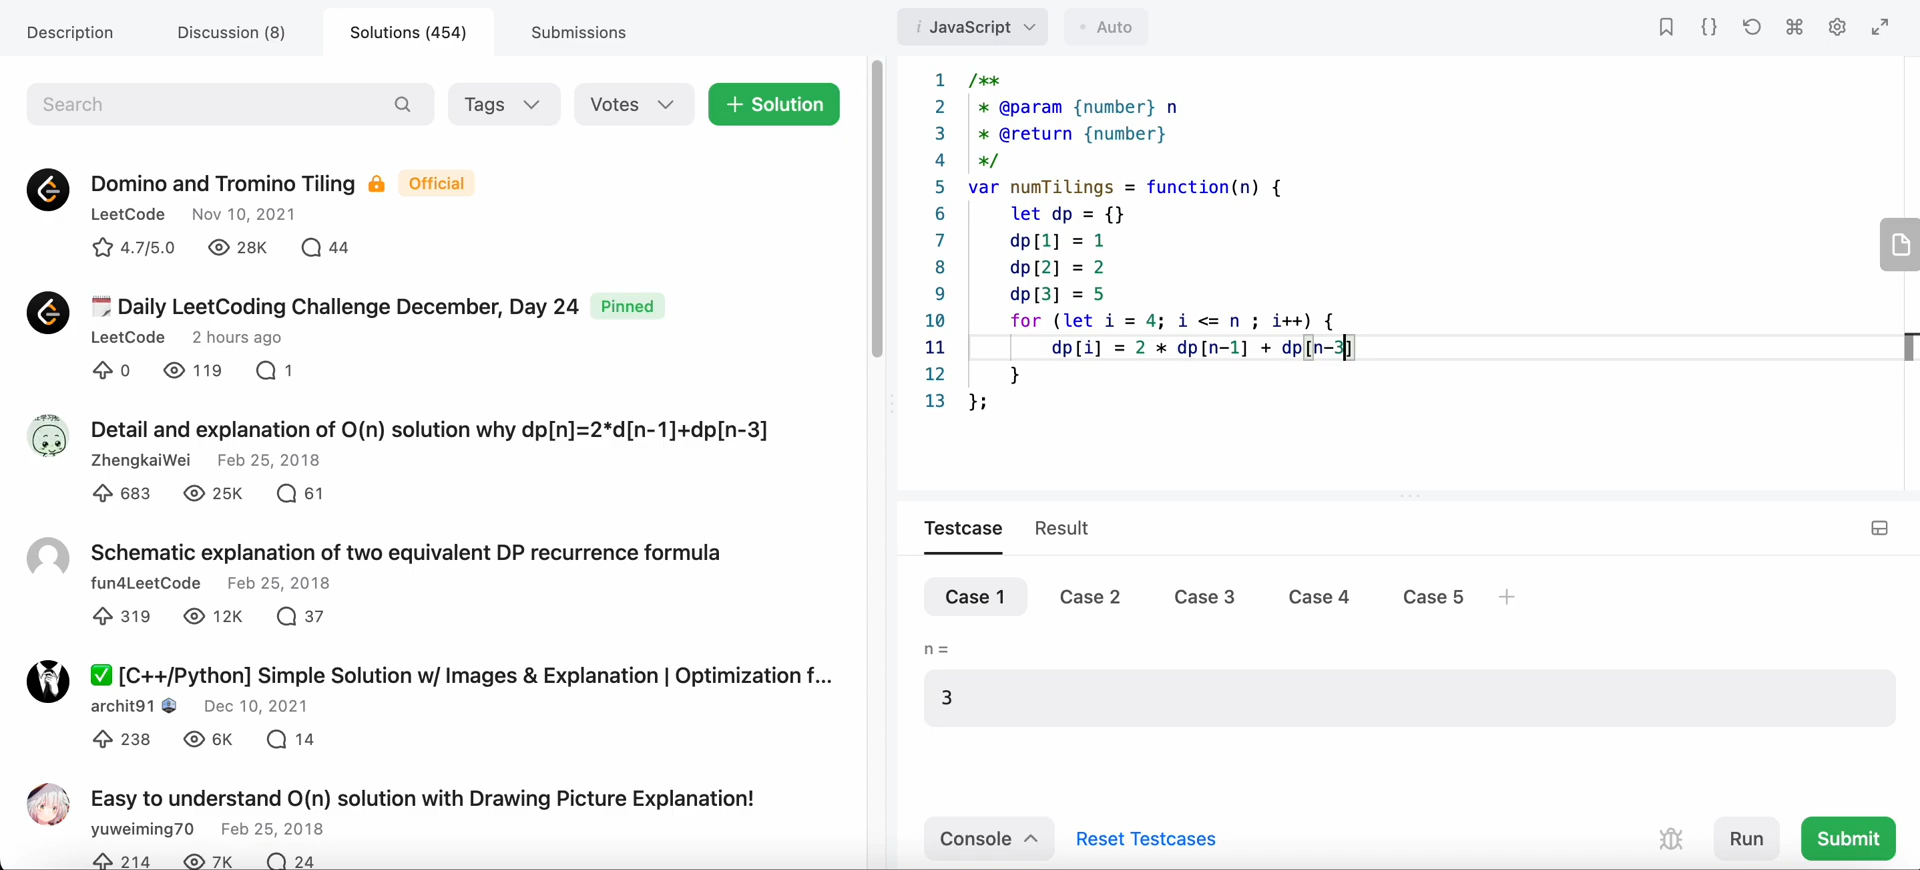 Description Discussion (8) Solutions (454) Submissions
Search Tags Votes + Solution
Domino and Tromino Tiling Official
LeetCode Nov 10, 2021
4.7/5.0 28K 44
Daily LeetCoding Challenge December, Day 24 Pinned
LeetCode 2 hours ago
0 119 1
Detail and explanation of O(n) solution why dp[n]=2*d[n-1]+dp[n-3]
ZhengkaiWei Feb 25, 2018
683 25K 61
Schematic explanation of two equivalent DP recurrence formula
fun4LeetCode Feb 25, 2018
319 12K 37
[C++/Python] Simple Solution w/ Images & Explanation | Optimization f...
archit91 Dec 10, 2021
238 6K 14
Easy to understand O(n) solution with Drawing Picture Explanation!
yuweiming70 Feb 25, 2018
214 7K 24
i JavaScript Auto
1 /**
2 * @param {number} n
3 * @return {number}
4 */
5 var numTilings = function(n) {
6 let dp = {}
7 dp[1] = 1
8 dp[2] = 2
9 dp[3] = 5
10 for (let i = 4; i <= n ; i++) {
11 dp[i] = 2 * dp[n-1] + dp[n-3]
12 }
13 };
Testcase Result
Case 1 Case 2 Case 3 Case 4 Case 5 +
n =
3
Console Reset Testcases Run Submit